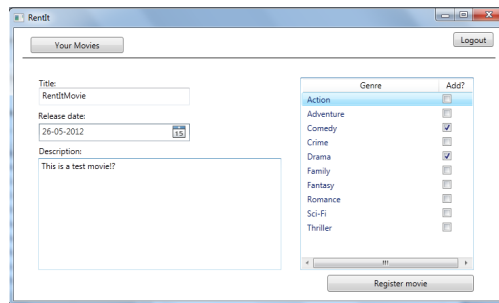 RentIt
Your Movies
Logout
Title:
RentItMovie
Release date:
26-05-2012
15
Description:
This is a test movie!?
Genre Add?
Action
Adventure
Comedy
Crime
Drama
Family
Fantasy
Romance
Sci-Fi
Thriller
Register movie